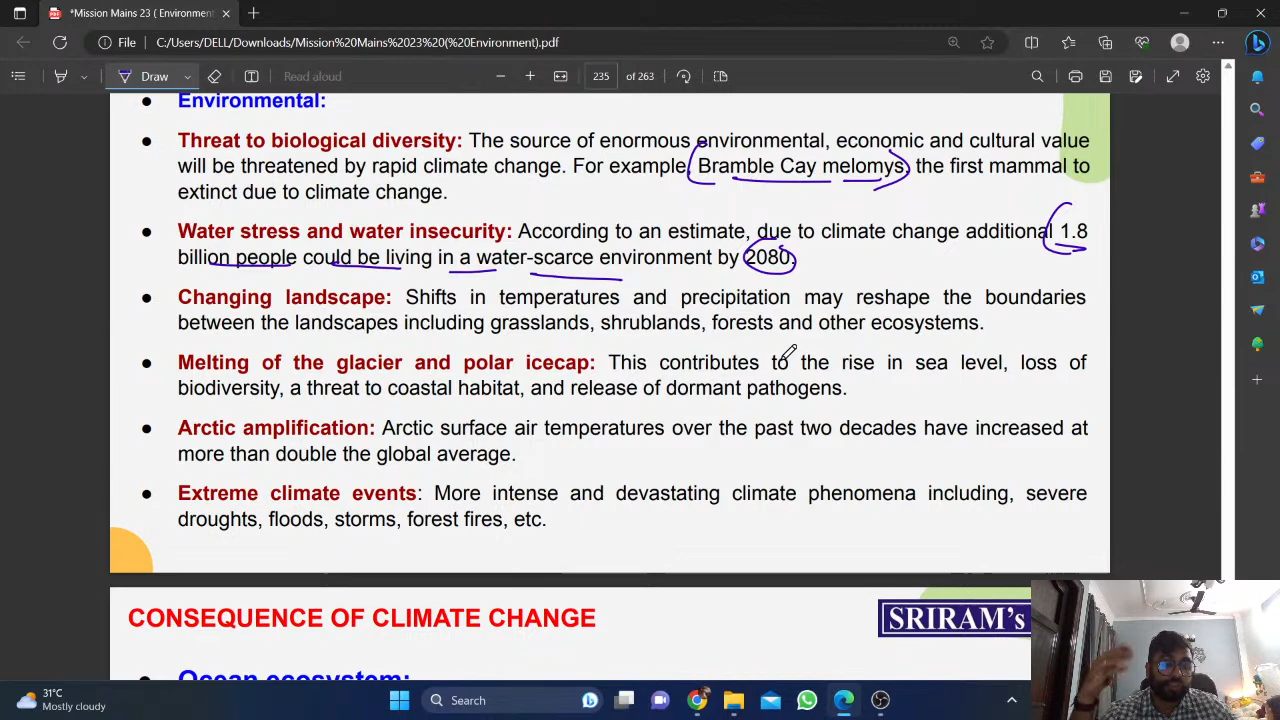 *Mission Mains 23 ( Environment
File C:/Users/DELL/Downloads/Mission%20Mains%2023%20(%20Environment).pdf
Draw Read aloud 235 of 263
Environmental:
Threat to biological diversity: The source of enormous environmental, economic and cultural value
will be threatened by rapid climate change. For example, Bramble Cay melomys, the first mammal to
extinct due to climate change.
Water stress and water insecurity: According to an estimate, due to climate change additional 1.8
billion people could be living in a water-scarce environment by 2080.
Changing landscape: Shifts in temperatures and precipitation may reshape the boundaries
between the landscapes including grasslands, shrublands, forests and other ecosystems.
Melting of the glacier and polar icecap: This contributes to the rise in sea level, loss of
biodiversity, a threat to coastal habitat, and release of dormant pathogens.
Arctic amplification: Arctic surface air temperatures over the past two decades have increased at
more than double the global average.
Extreme climate events: More intense and devastating climate phenomena including, severe
droughts, floods, storms, forest fires, etc.
CONSEQUENCE OF CLIMATE CHANGE
SRIRAM's
Ocean ecosystem:
31°C
Mostly cloudy
Search